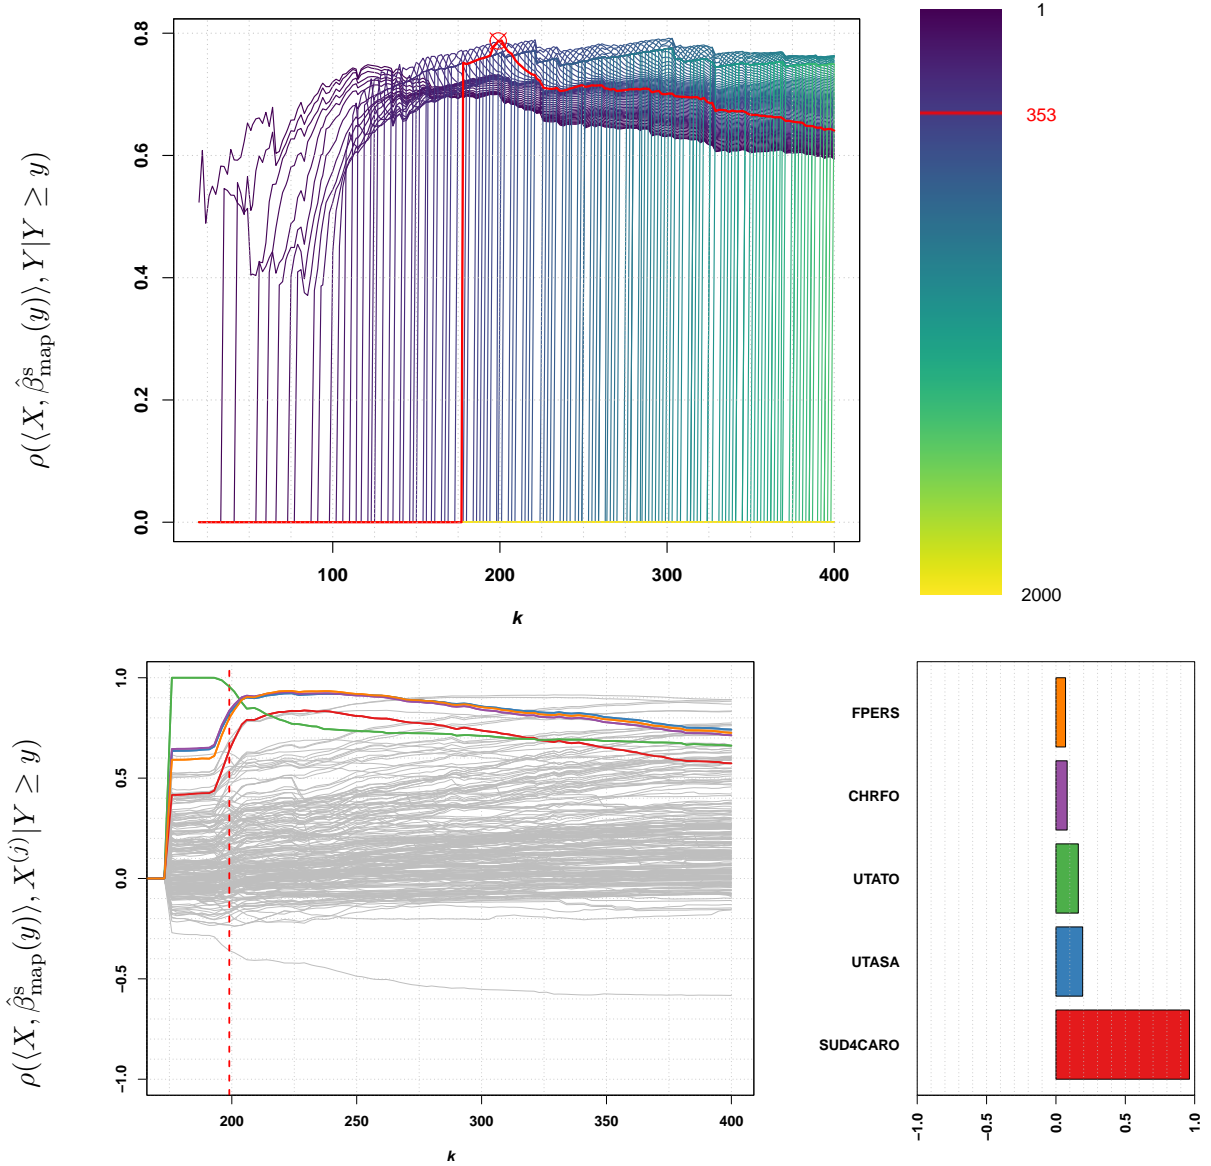 ρ(⟨X, β̂ˢₘₐₚ(y)⟩, Y|Y ≥ y)
0.8
0.6
0.4
0.2
0.0
100 200 300 400
k
1
353
2000
ρ(⟨X, β̂ˢₘₐₚ(y)⟩, X⁽ʲ⁾|Y ≥ y)
1.0
0.5
0.0
−0.5
−1.0
200 250 300 350 400
k
FPERS
CHRFO
UTATO
UTASA
SUD4CARO
−1.0 −0.5 0.0 0.5 1.0